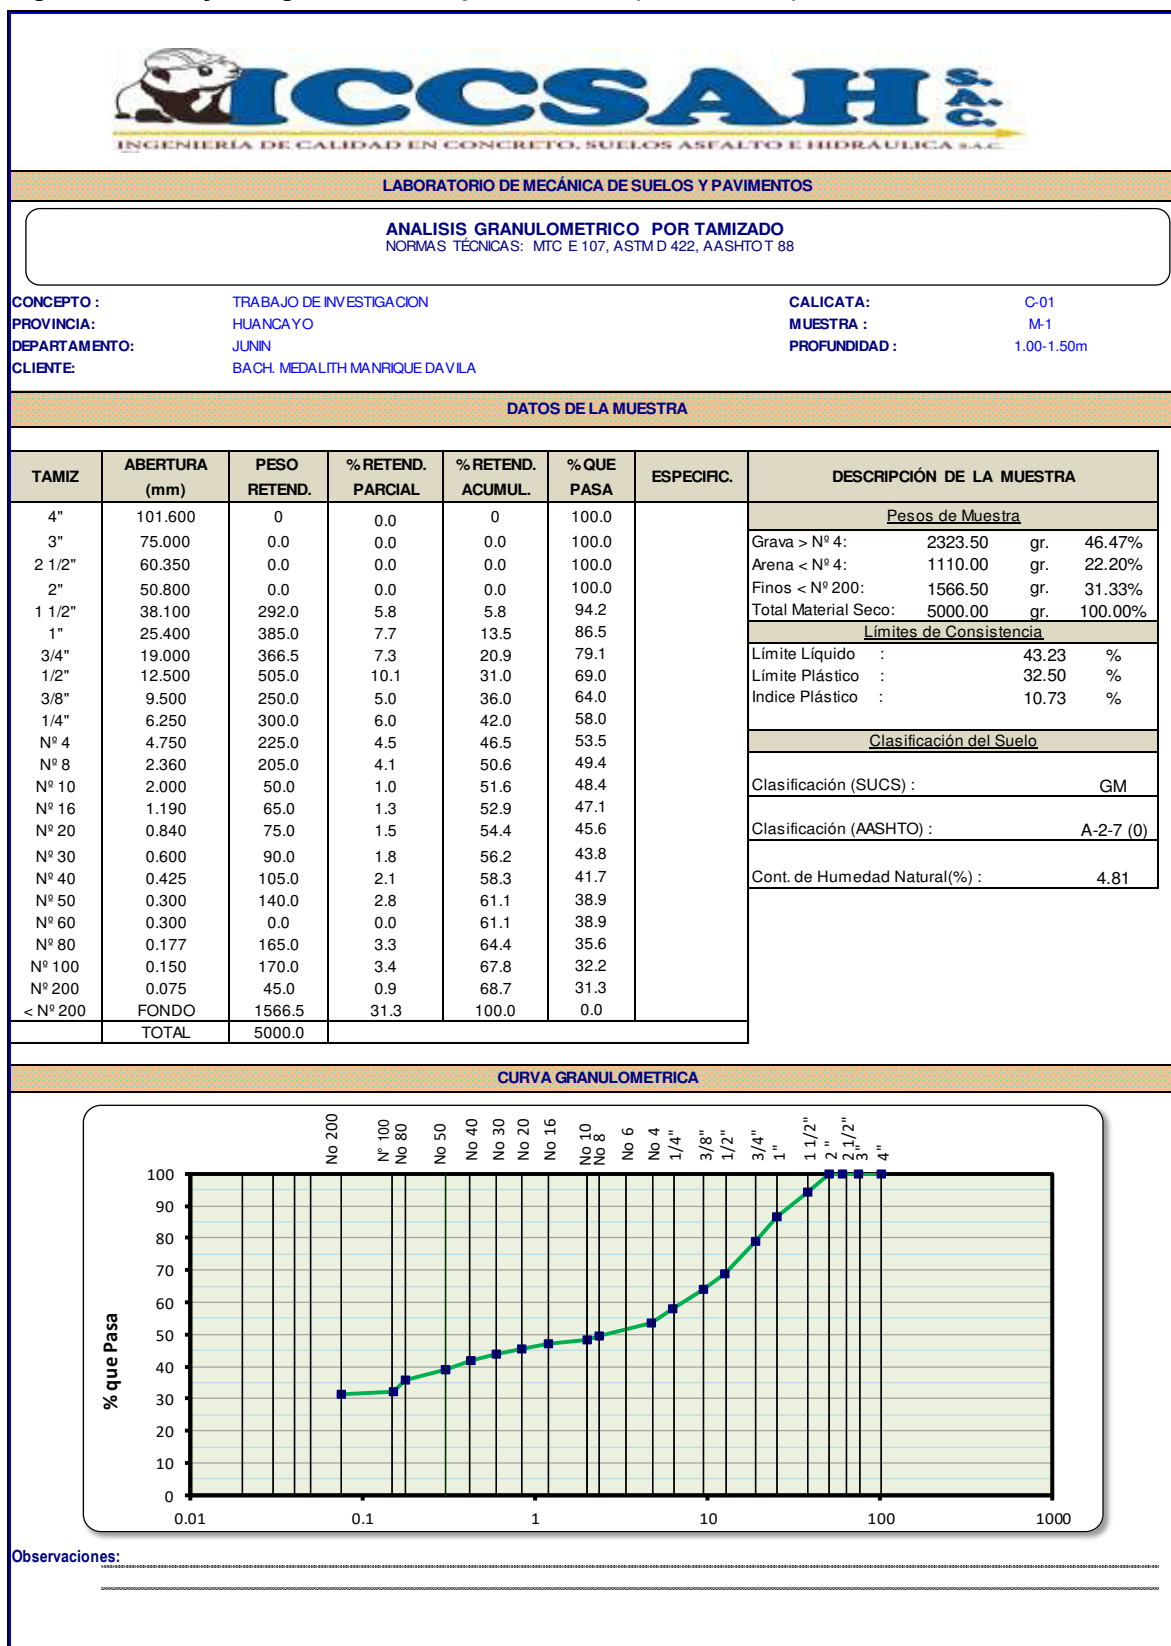 ICCSAH S.A.C.
INGENIERÍA DE CALIDAD EN CONCRETO, SUELOS ASFALTO E HIDRÁULICA S.A.C.
LABORATORIO DE MECÁNICA DE SUELOS Y PAVIMENTOS
ANALISIS GRANULOMETRICO POR TAMIZADO
NORMAS TÉCNICAS: MTC E 107, ASTM D 422, AASHTO T 88
CONCEPTO : TRABAJO DE INVESTIGACION CALICATA: C-01
PROVINCIA: HUANCAYO MUESTRA : M-1
DEPARTAMENTO: JUNIN PROFUNDIDAD : 1.00-1.50m
CLIENTE: BACH. MEDALITH MANRIQUE DAVILA
DATOS DE LA MUESTRA
TAMIZ ABERTURA (mm) PESO RETEND. % RETEND. PARCIAL % RETEND. ACUMUL. % QUE PASA ESPECIFIC. DESCRIPCIÓN DE LA MUESTRA
4" 101.600 0 0.0 0 100.0
3" 75.000 0.0 0.0 0.0 100.0
2 1/2" 60.350 0.0 0.0 0.0 100.0
2" 50.800 0.0 0.0 0.0 100.0
1 1/2" 38.100 292.0 5.8 5.8 94.2
1" 25.400 385.0 7.7 13.5 86.5
3/4" 19.000 366.5 7.3 20.9 79.1
1/2" 12.500 505.0 10.1 31.0 69.0
3/8" 9.500 250.0 5.0 36.0 64.0
1/4" 6.250 300.0 6.0 42.0 58.0
Nº 4 4.750 225.0 4.5 46.5 53.5
Nº 8 2.360 205.0 4.1 50.6 49.4
Nº 10 2.000 50.0 1.0 51.6 48.4
Nº 16 1.190 65.0 1.3 52.9 47.1
Nº 20 0.840 75.0 1.5 54.4 45.6
Nº 30 0.600 90.0 1.8 56.2 43.8
Nº 40 0.425 105.0 2.1 58.3 41.7
Nº 50 0.300 140.0 2.8 61.1 38.9
Nº 60 0.300 0.0 0.0 61.1 38.9
Nº 80 0.177 165.0 3.3 64.4 35.6
Nº 100 0.150 170.0 3.4 67.8 32.2
Nº 200 0.075 45.0 0.9 68.7 31.3
< Nº 200 FONDO 1566.5 31.3 100.0 0.0
TOTAL 5000.0
Pesos de Muestra
Grava > Nº 4: 2323.50 gr. 46.47%
Arena < Nº 4: 1110.00 gr. 22.20%
Finos < Nº 200: 1566.50 gr. 31.33%
Total Material Seco: 5000.00 gr. 100.00%
Límites de Consistencia
Límite Líquido : 43.23 %
Límite Plástico : 32.50 %
Indice Plástico : 10.73 %
Clasificación del Suelo
Clasificación (SUCS) : GM
Clasificación (AASHTO) : A-2-7 (0)
Cont. de Humedad Natural(%) : 4.81
CURVA GRANULOMETRICA
No 200 N° 100 No 80 No 50 No 40 No 30 No 20 No 16 No 10 No 8 No 6 No 4 1/4" 3/8" 1/2" 3/4" 1" 1 1/2" 2 " 2 1/2" 3" 4"
% que Pasa
100
90
80
70
60
50
40
30
20
10
0
0.01 0.1 1 10 100 1000
Observaciones: